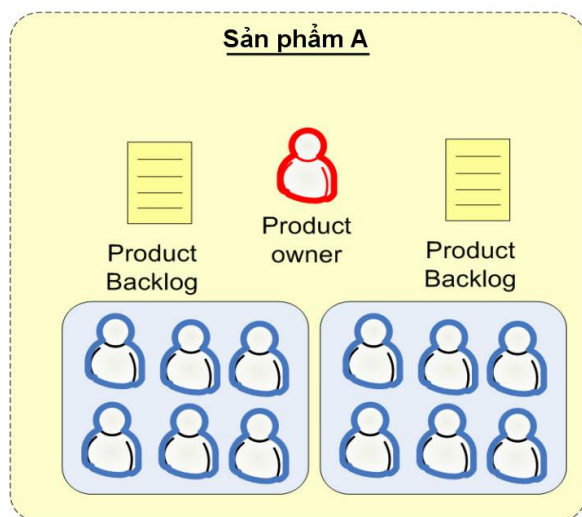 Sản phẩm A
Product
owner
Product
Backlog
Product
Backlog